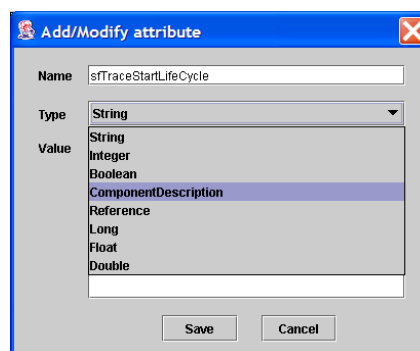 Add/Modify attribute
Name sfTraceStartLifeCycle
Type String
Value String
Integer
Boolean
ComponentDescription
Reference
Long
Float
Double
Save Cancel